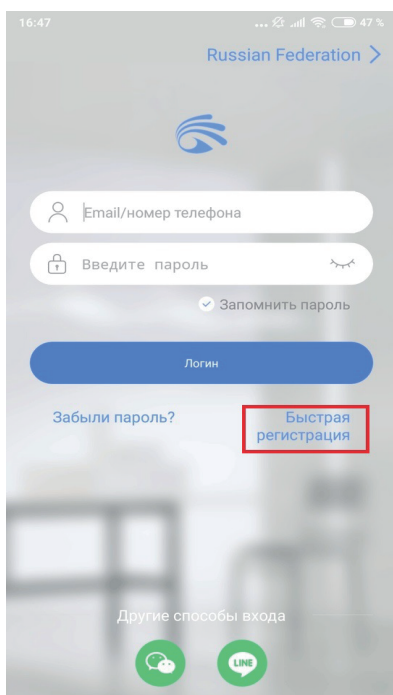 16:47 ... 47 %
Russian Federation >
Email/номер телефона
Введите пароль
Запомнить пароль
Логин
Забыли пароль?
Быстрая
регистрация
Другие способы входа
LINE